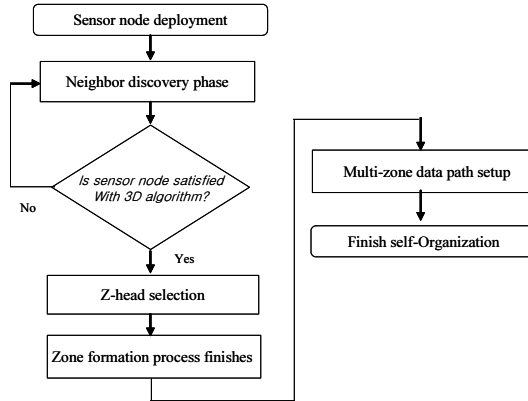 Sensor node deployment
Neighbor discovery phase
Is sensor node satisfied
With 3D algorithm?
No
Yes
Z-head selection
Zone formation process finishes
Multi-zone data path setup
Finish self-Organization